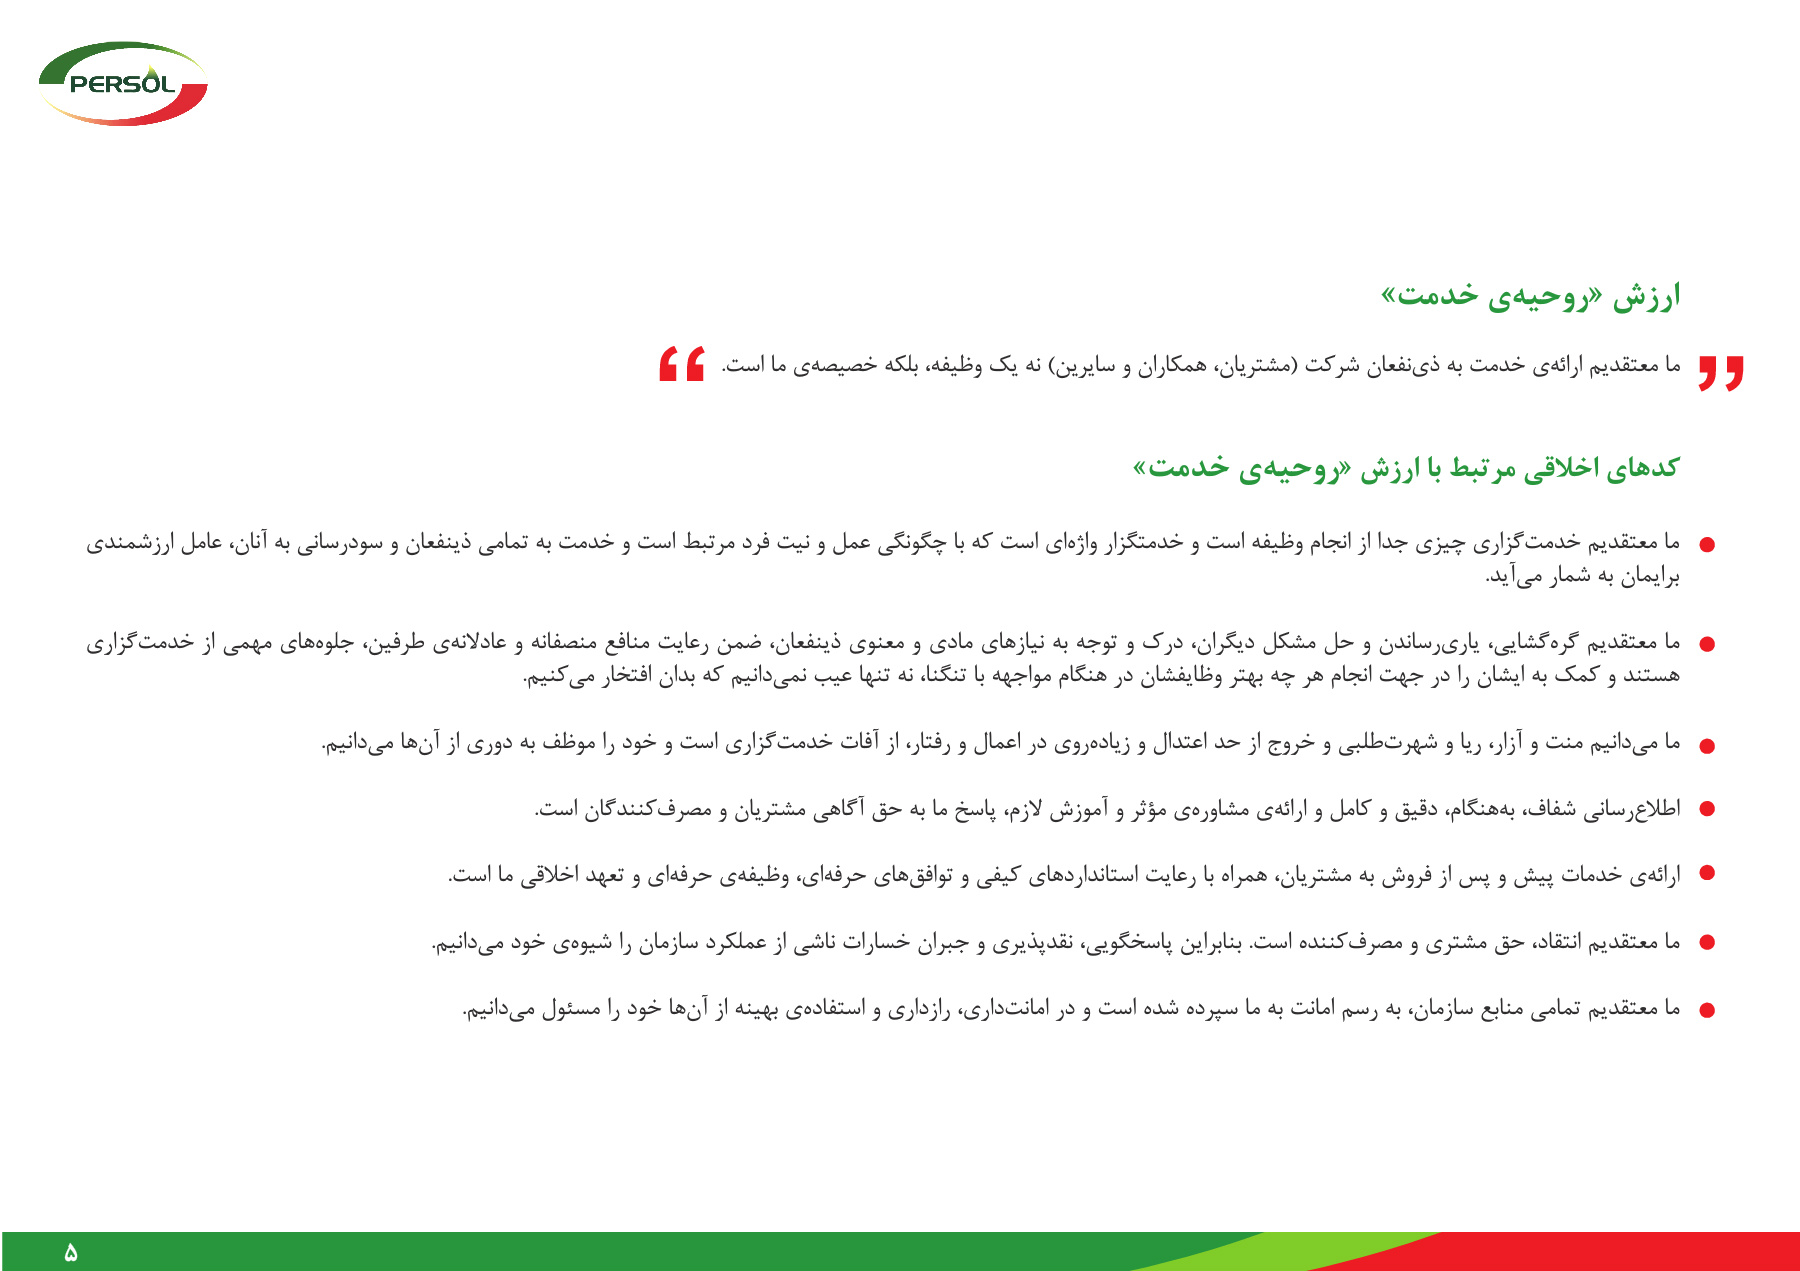 PERSOL
ارزش «روحیه‌ی خدمت»
ما معتقدیم ارائه‌ی خدمت به ذی‌نفعان شرکت (مشتریان، همکاران و سایرین) نه یک وظیفه، بلکه خصیصه‌ی ما است.
کدهای اخلاقی مرتبط با ارزش «روحیه‌ی خدمت»
● ما معتقدیم خدمت‌گزاری چیزی جدا از انجام وظیفه است و خدمتگزار واژه‌ای است که با چگونگی عمل و نیت فرد مرتبط است و خدمت به تمامی ذینفعان و سودرسانی به آنان، عامل ارزشمندی
برایمان به شمار می‌آید.
● ما معتقدیم گره‌گشایی، یاری‌رساندن و حل مشکل دیگران، درک و توجه به نیازهای مادی و معنوی ذینفعان، ضمن رعایت منافع منصفانه و عادلانه‌ی طرفین، جلوه‌های مهمی از خدمت‌گزاری
هستند و کمک به ایشان را در جهت انجام هر چه بهتر وظایفشان در هنگام مواجهه با تنگنا، نه تنها عیب نمی‌دانیم که بدان افتخار می‌کنیم.
● ما می‌دانیم منت و آزار، ریا و شهرت‌طلبی و خروج از حد اعتدال و زیاده‌روی در اعمال و رفتار، از آفات خدمت‌گزاری است و خود را موظف به دوری از آن‌ها می‌دانیم.
● اطلاع‌رسانی شفاف، به‌هنگام، دقیق و کامل و ارائه‌ی مشاوره‌ی مؤثر و آموزش لازم، پاسخ ما به حق آگاهی مشتریان و مصرف‌کنندگان است.
● ارائه‌ی خدمات پیش و پس از فروش به مشتریان، همراه با رعایت استانداردهای کیفی و توافق‌های حرفه‌ای، وظیفه‌ی حرفه‌ای و تعهد اخلاقی ما است.
● ما معتقدیم انتقاد، حق مشتری و مصرف‌کننده است. بنابراین پاسخگویی، نقدپذیری و جبران خسارات ناشی از عملکرد سازمان را شیوه‌ی خود می‌دانیم.
● ما معتقدیم تمامی منابع سازمان، به رسم امانت به ما سپرده شده است و در امانت‌داری، رازداری و استفاده‌ی بهینه از آن‌ها خود را مسئول می‌دانیم.
۵